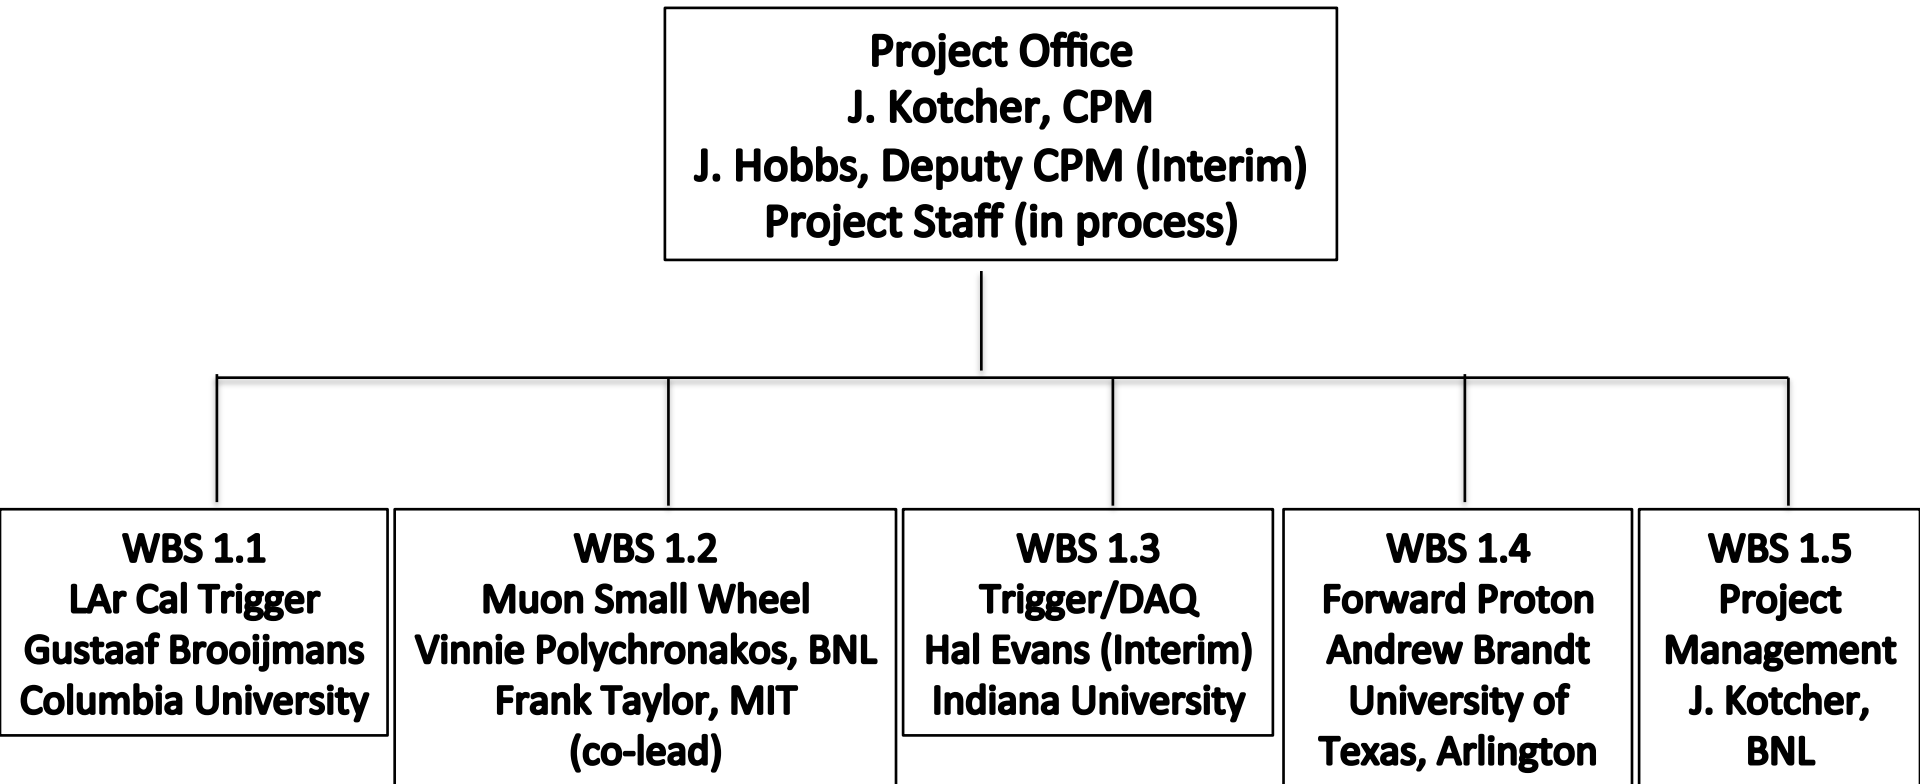 Project Office
J. Kotcher, CPM
J. Hobbs, Deputy CPM (Interim)
Project Staff (in process)
WBS 1.1
LAr Cal Trigger
Gustaaf Brooijmans
Columbia University
WBS 1.2
Muon Small Wheel
Vinnie Polychronakos, BNL
Frank Taylor, MIT
(co-lead)
WBS 1.3
Trigger/DAQ
Hal Evans (Interim)
Indiana University
WBS 1.4
Forward Proton
Andrew Brandt
University of
Texas, Arlington
WBS 1.5
Project
Management
J. Kotcher,
BNL